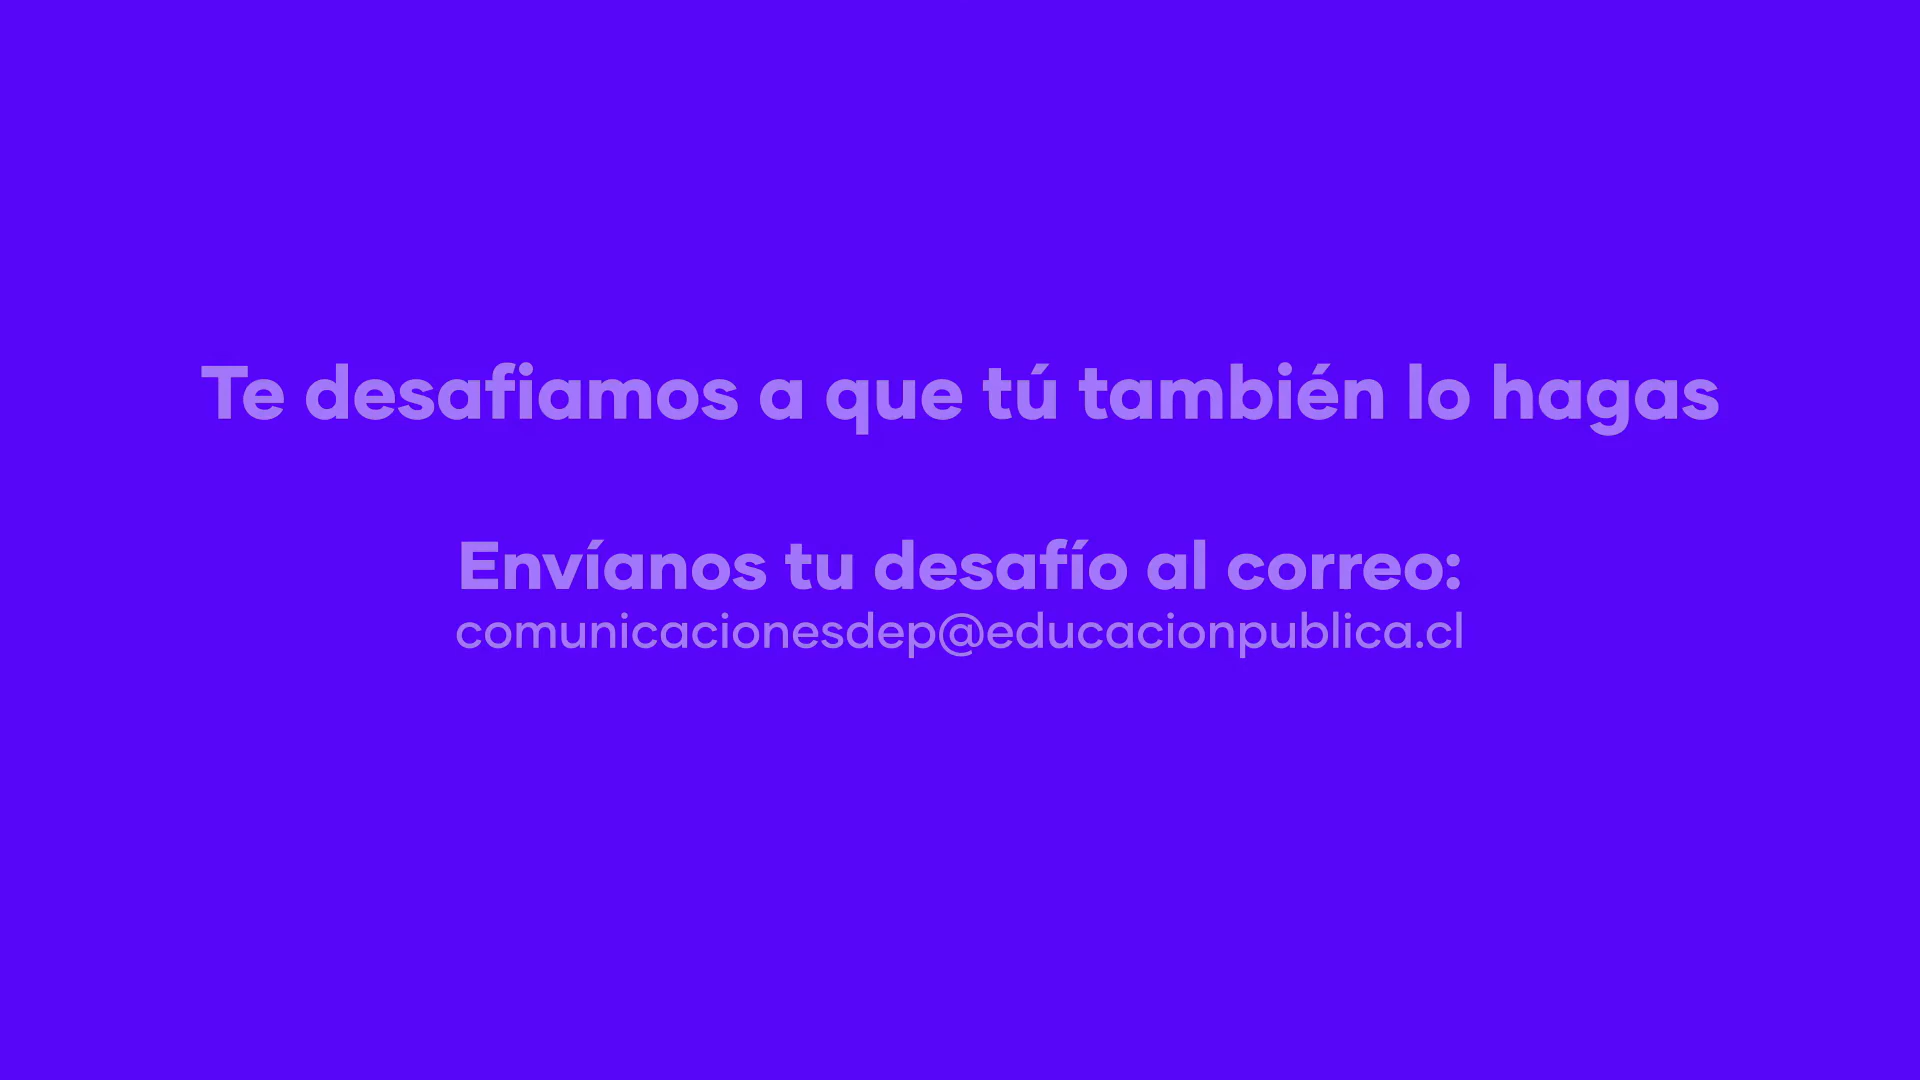 Te desafiamos a que tú también lo hagas
Envíanos tu desafío al correo:
comunicacionesdep@educacionpublica.cl